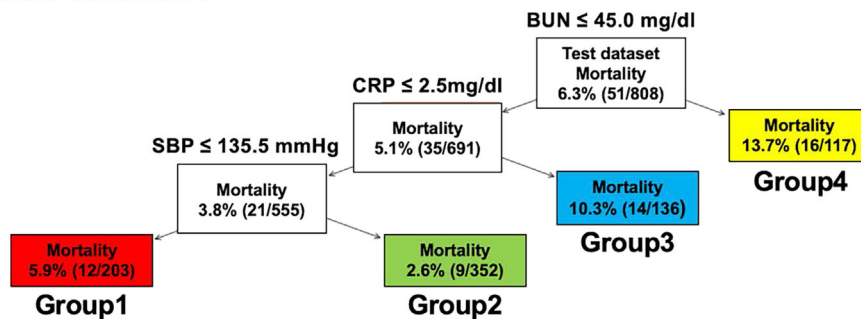 BUN ≤ 45.0 mg/dl
Test dataset
Mortality
6.3% (51/808)
CRP ≤ 2.5mg/dl
Mortality
5.1% (35/691)
Mortality
13.7% (16/117)
Group4
SBP ≤ 135.5 mmHg
Mortality
3.8% (21/555)
Mortality
10.3% (14/136)
Group3
Mortality
5.9% (12/203)
Group1
Mortality
2.6% (9/352)
Group2